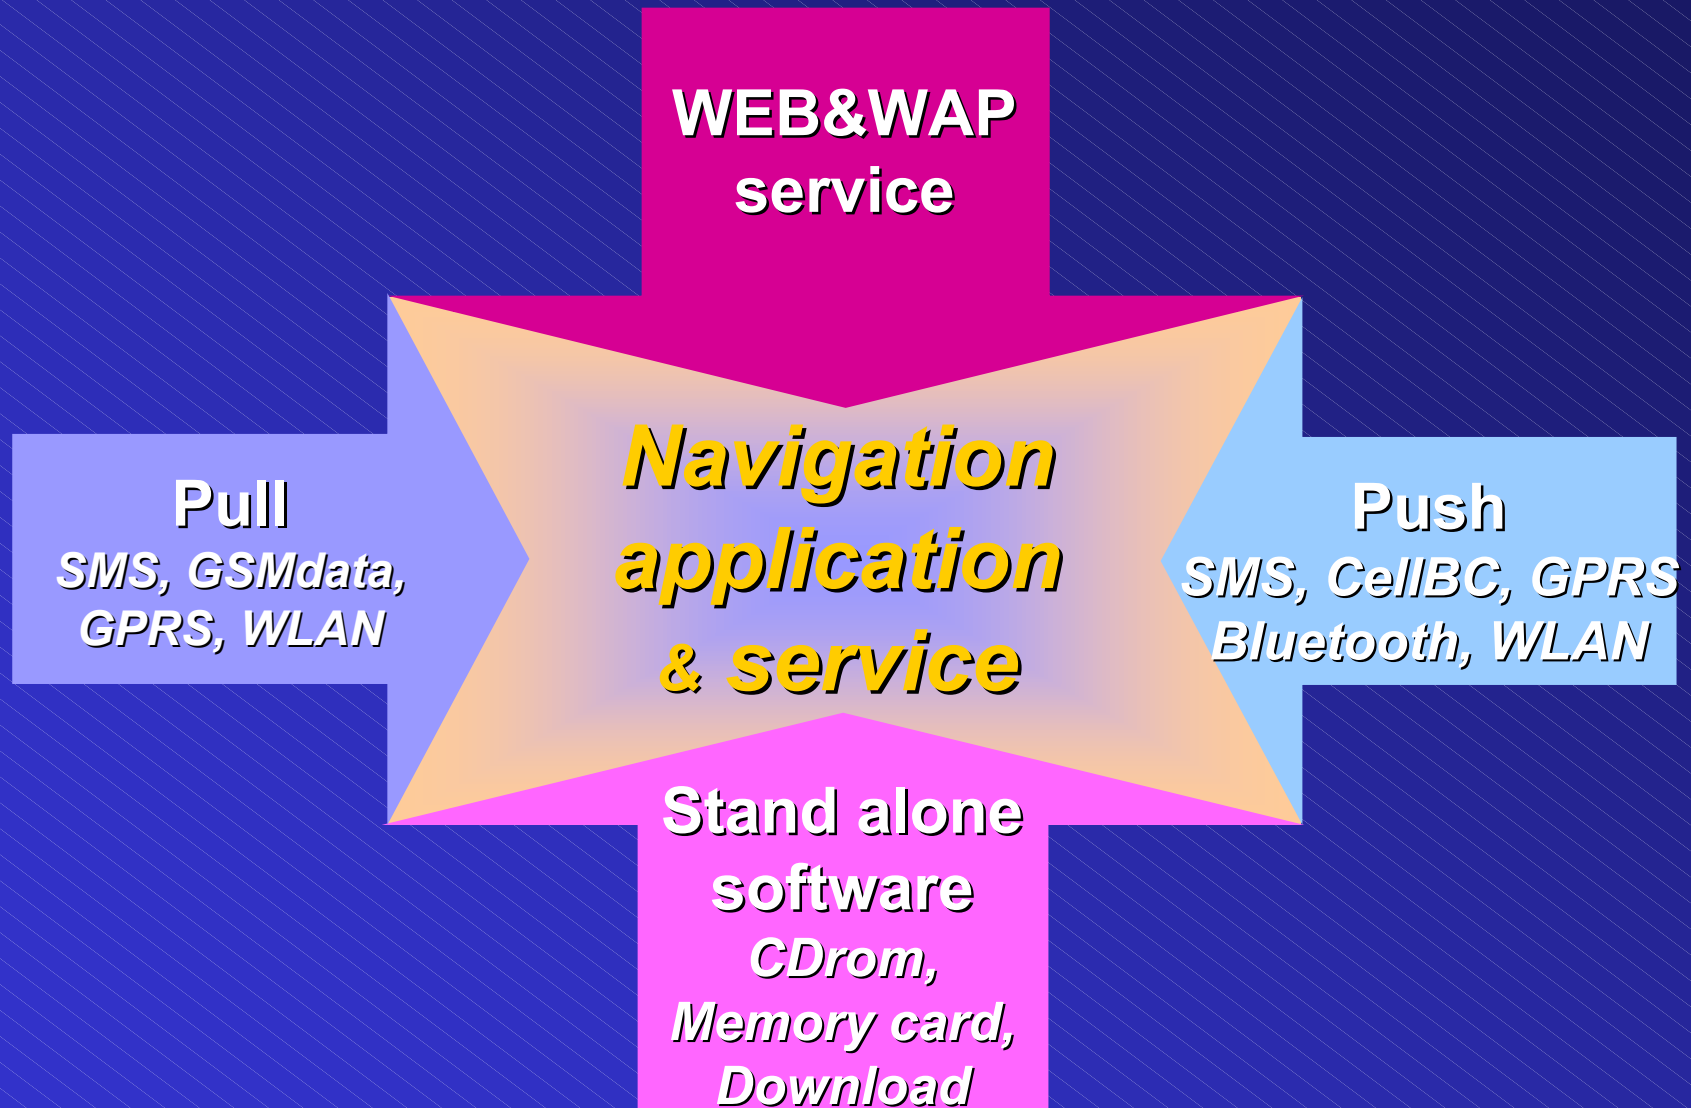 WEB&WAP
service
Navigation
application
& service
Pull
SMS, GSMdata,
GPRS, WLAN
Push
SMS, CellBC, GPRS
Bluetooth, WLAN
Stand alone
software
CDrom,
Memory card,
Download